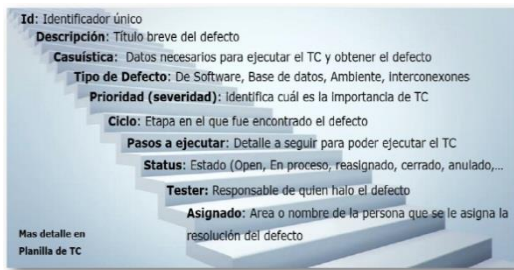 Id: Identificador único
Descripción: Título breve del defecto
Casuística: Datos necesarios para ejecutar el TC y obtener el defecto
Tipo de Defecto: De Software, Base de datos, Ambiente, Interconexones
Prioridad (severidad): Identifica cuál es la Importancia de TC
Ciclo: Etapa en el que fue encontrado el defecto
Pasos a ejecutar: Detalle a seguir para poder ejecutar el TC
Status: Estado (Open, En proceso, reasignado, cerrado, anulado,...
Tester: Responsable de quien halo el defecto
Asignado: Area o nombre de la persona que se le asigna la
resolución del defecto
Mas detalle en
Planilla de TC